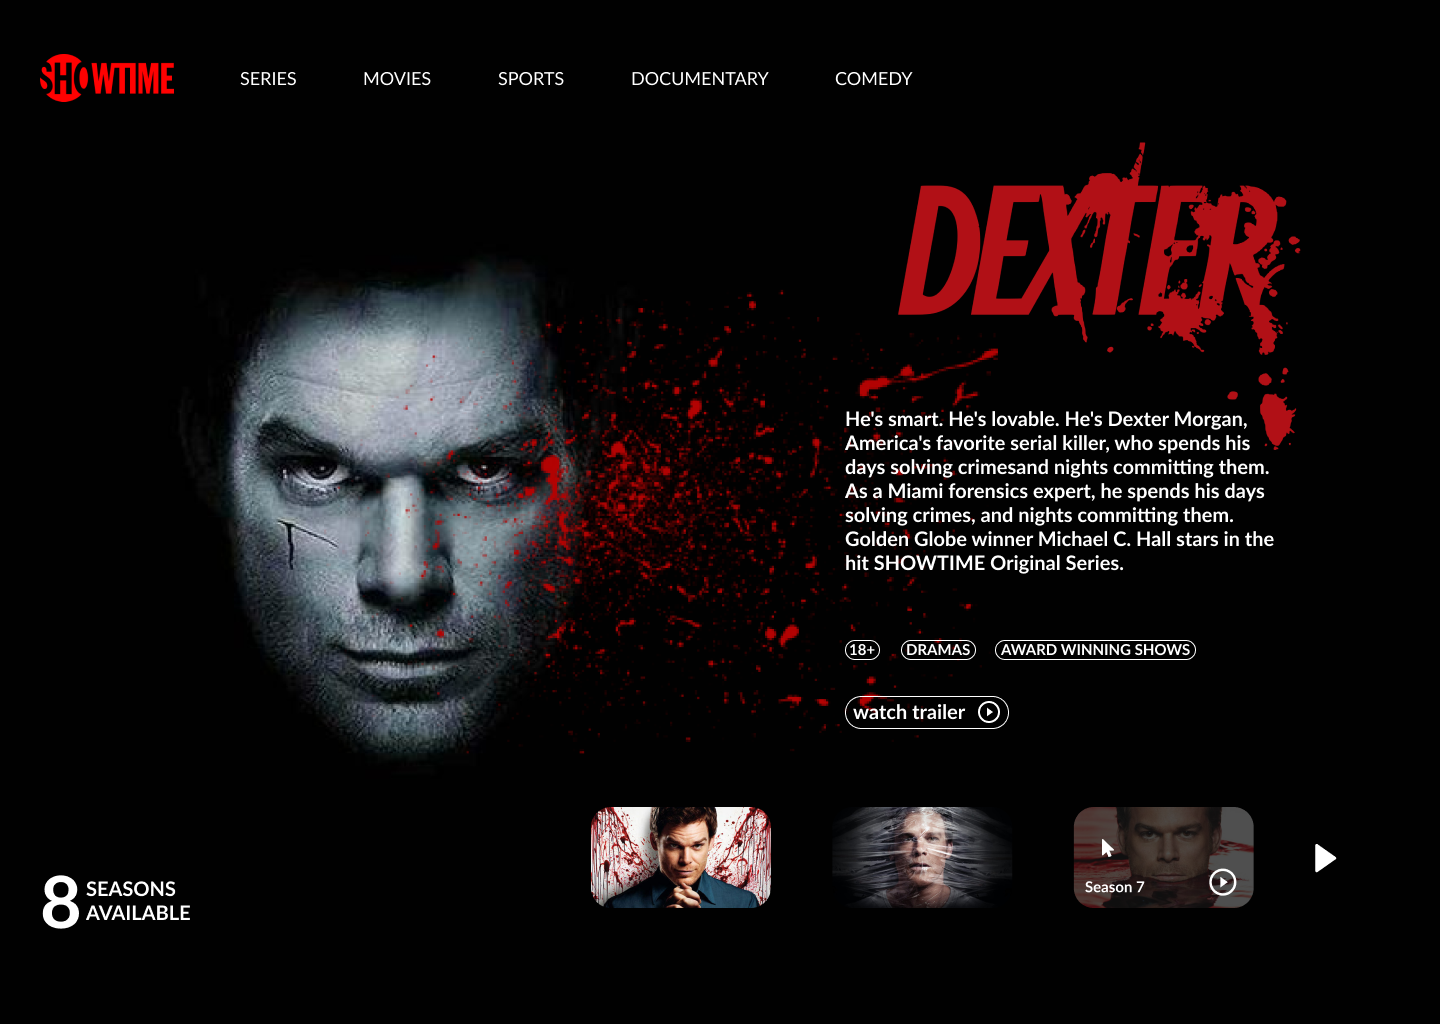 SHOWTIME
SERIES
MOVIES
SPORTS
DOCUMENTARY
COMEDY
DEXTER
He's smart. He's lovable. He's Dexter Morgan,
America's favorite serial killer, who spends his
days solving crimesand nights committing them.
As a Miami forensics expert, he spends his days
solving crimes, and nights committing them.
Golden Globe winner Michael C. Hall stars in the
hit SHOWTIME Original Series.
18+
DRAMAS
AWARD WINNING SHOWS
watch trailer
Season 7
8
SEASONS
AVAILABLE